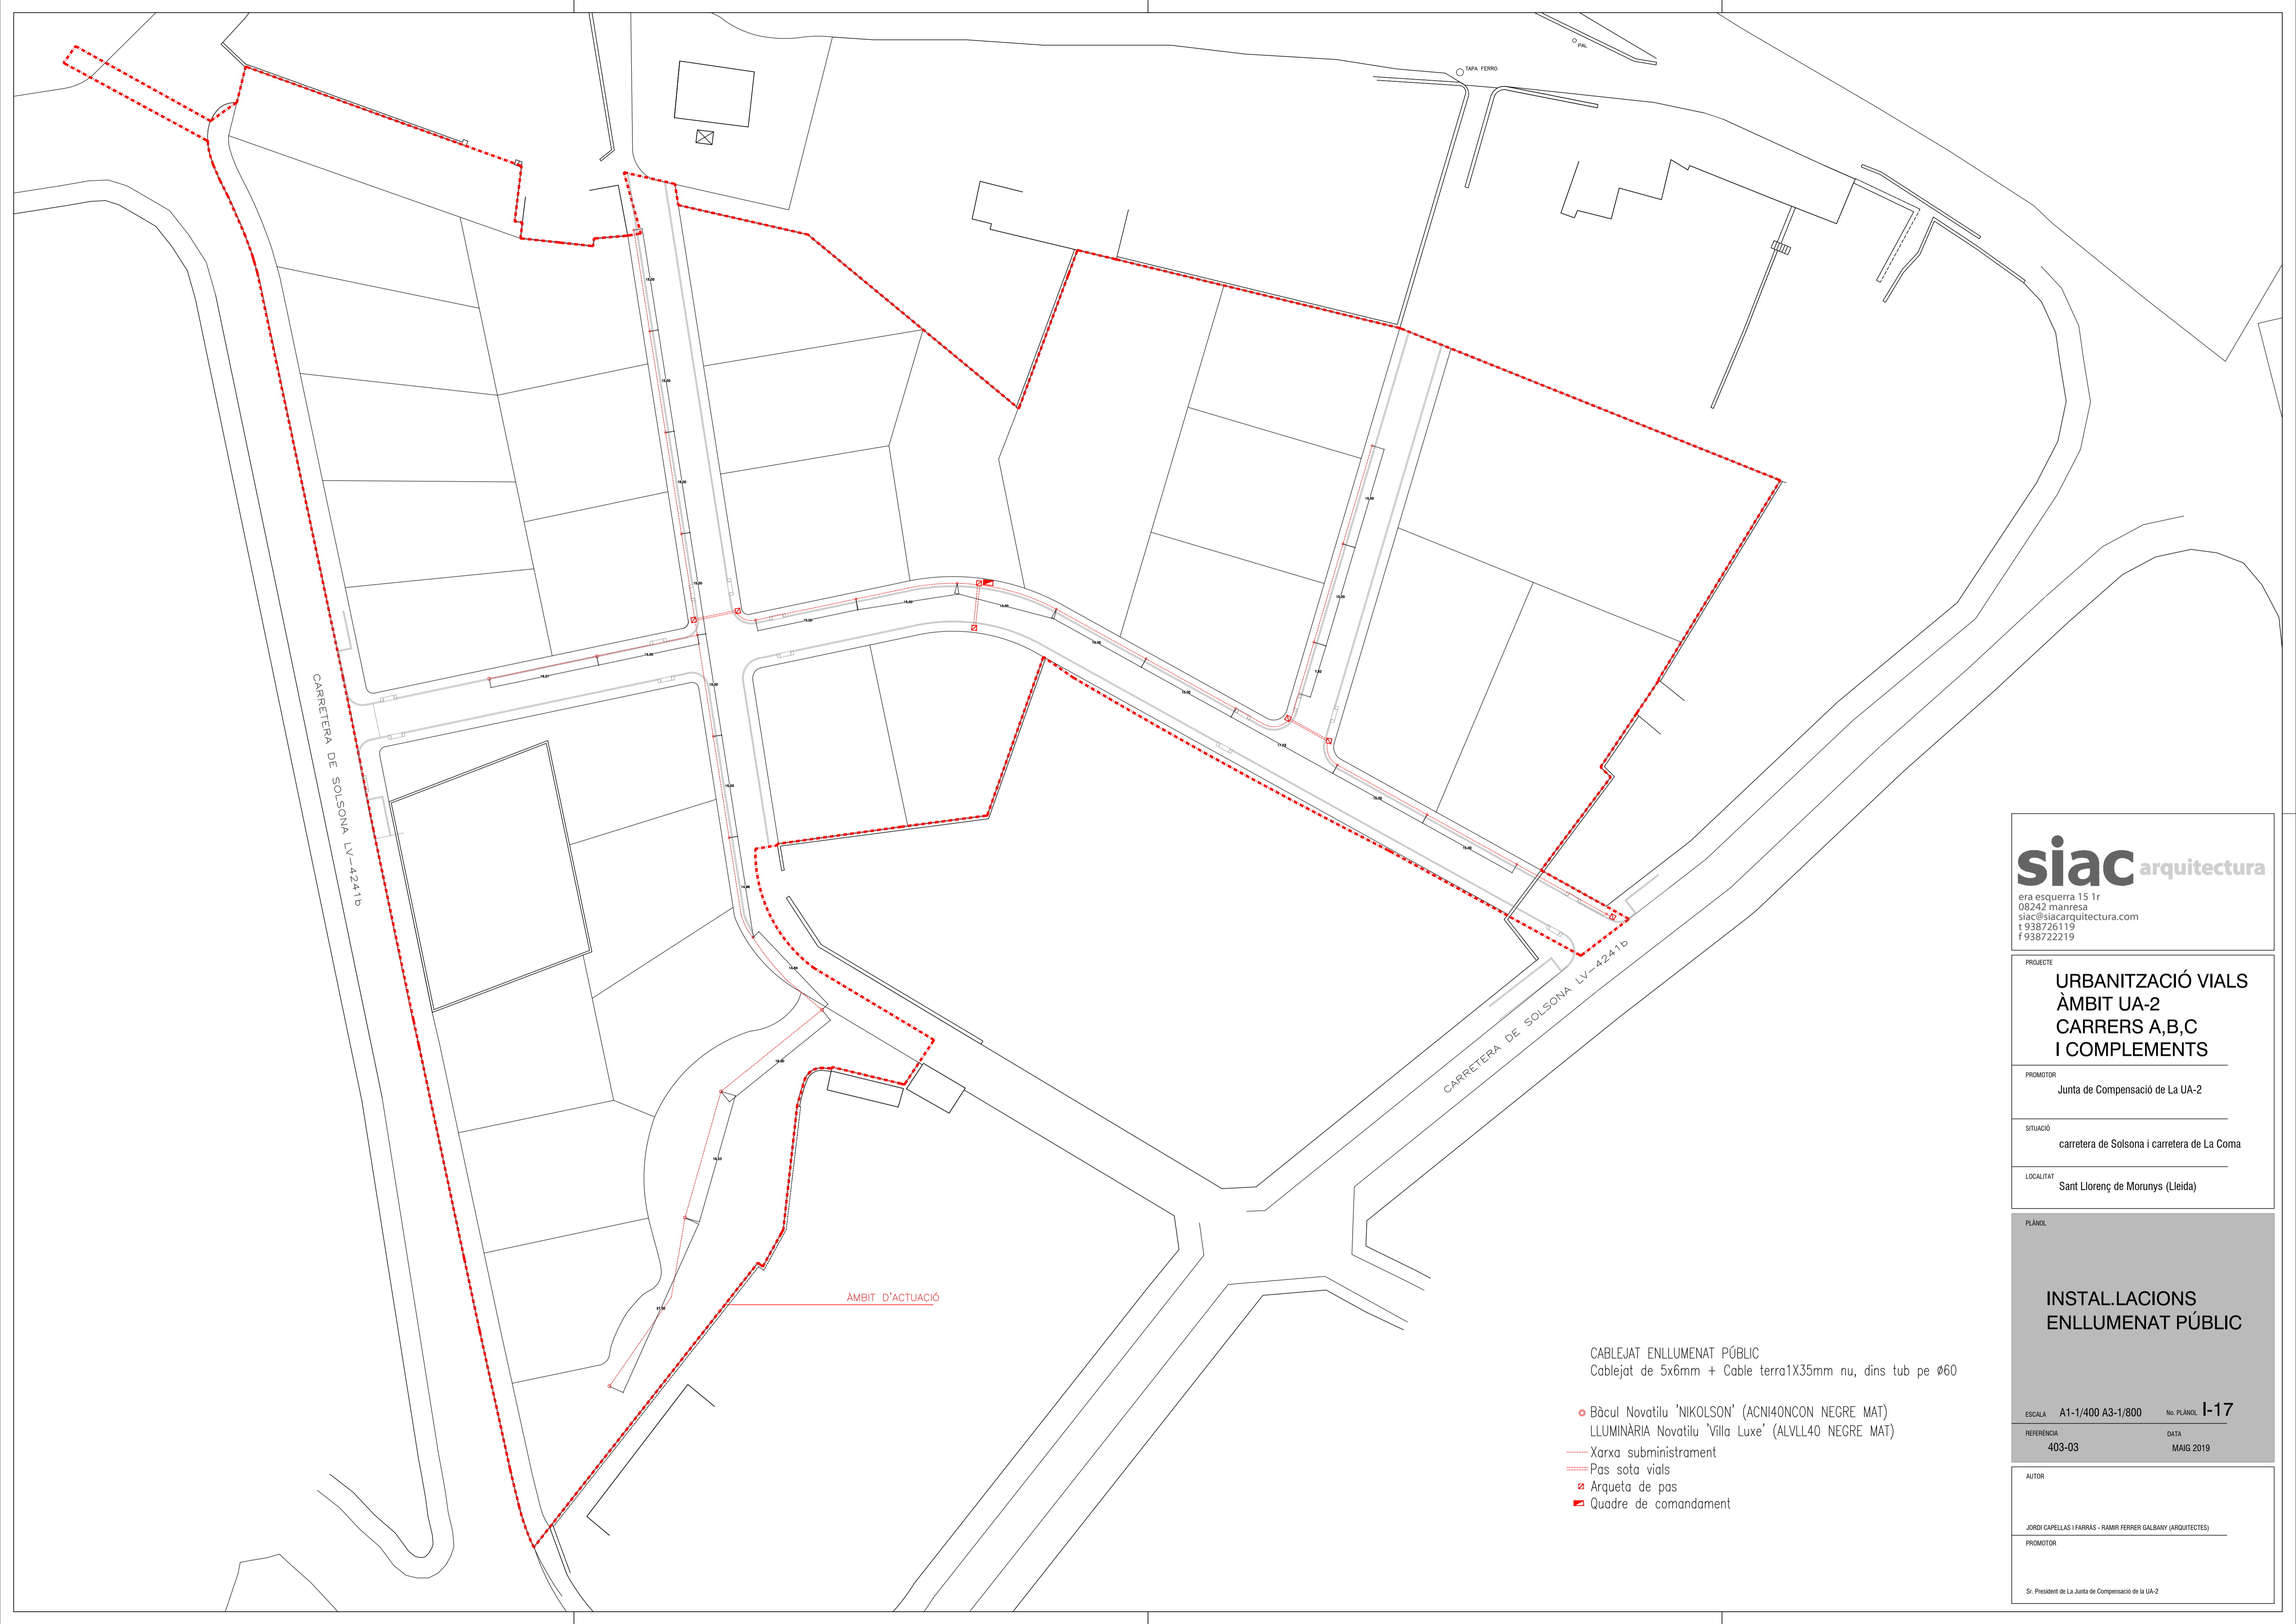 PAL
TAPA FERRO
CARRETERA DE SOLSONA LV-4241b
CARRETERA DE SOLSONA LV-4241b
ÀMBIT D'ACTUACIÓ
CABLEJAT ENLLUMENAT PÚBLIC
Cablejat de 5x6mm + Cable terra1X35mm nu, dins tub pe ø60
Bàcul Novatilu 'NIKOLSON' (ACNI40NCON NEGRE MAT)
LLUMINÀRIA Novatilu 'Villa Luxe' (ALVLL40 NEGRE MAT)
Xarxa subministrament
Pas sota vials
Arqueta de pas
Quadre de comandament
siac arquitectura
era esquerra 15 1r
08242 manresa
siac@siacarquitectura.com
t 938726119
f 938722219
PROJECTE
URBANITZACIÓ VIALS
ÀMBIT UA-2
CARRERS A,B,C
I COMPLEMENTS
PROMOTOR
Junta de Compensació de La UA-2
SITUACIÓ
carretera de Solsona i carretera de La Coma
LOCALITAT
Sant Llorenç de Morunys (Lleida)
PLÀNOL
INSTAL.LACIONS
ENLLUMENAT PÚBLIC
ESCALA A1-1/400 A3-1/800 No. PLÀNOL I-17
REFERÈNCIA DATA
403-03 MAIG 2019
AUTOR
JORDI CAPELLAS I FARRÀS - RAMIR FERRER GALBANY (ARQUITECTES)
PROMOTOR
Sr. President de La Junta de Compensació de la UA-2